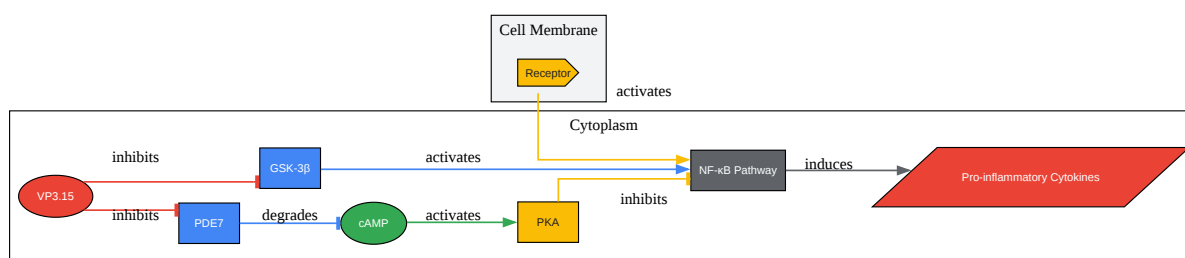 Cell Membrane
Receptor
activates
Cytoplasm
inhibits
GSK-3β
activates
NF-κB Pathway
induces
Pro-inflammatory Cytokines
VP3.15
inhibits
PDE7
degrades
cAMP
activates
PKA
inhibits